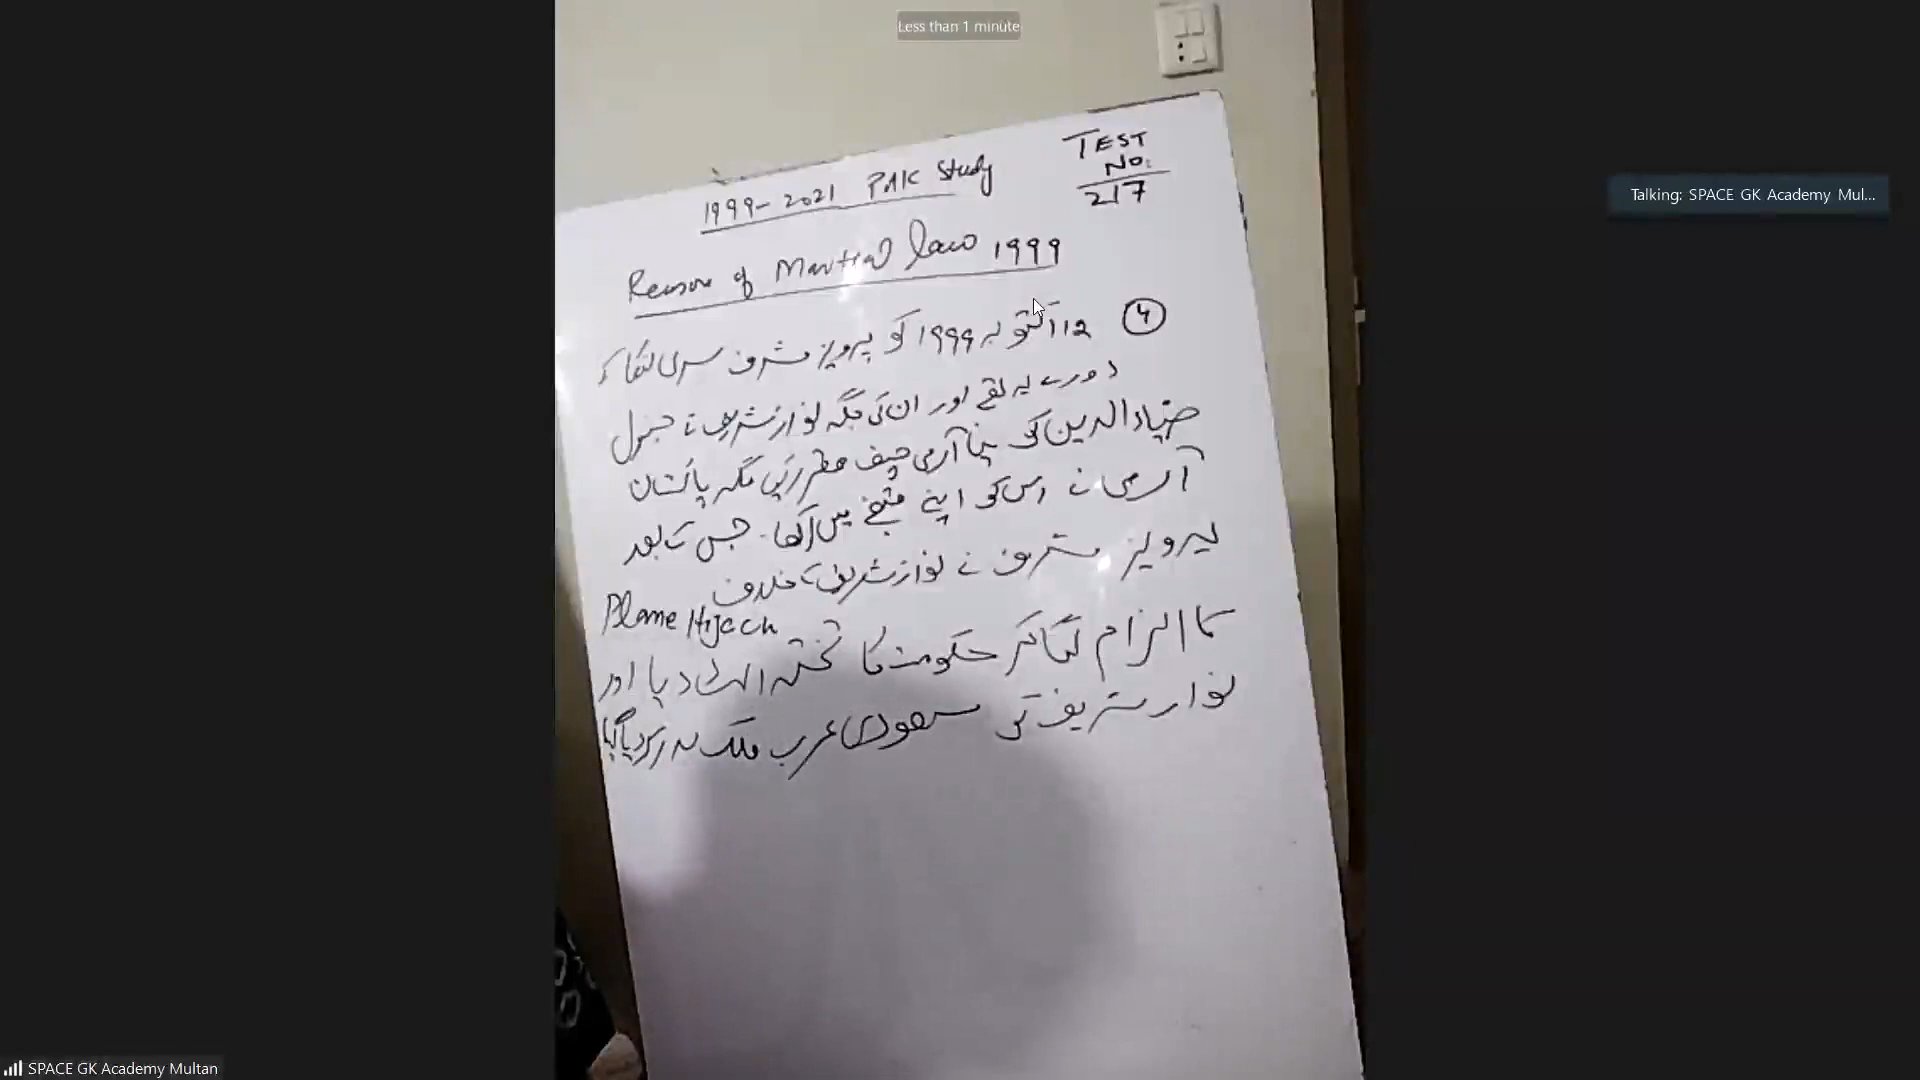 Less than 1 minute
TEST
No:
217
1999-2021 PAK Study
Reason of Martial law 1999
④ 12 اکتوبر 1999 کو پرویز مشرف سری لنکا کے
دورے پہ تھے اور ان کی جگہ نواز شریف نے جنرل
ضیاء الدین کو نیا آرمی چیف مقرر کیا مگر پاکستان
آرمی نے اس کو اپنے قبضے میں رکھا۔ جس کے بعد
پرویز مشرف نے نواز شریف کے خلاف
Plane Hijack
کا الزام لگا کر حکومت کا تختہ الٹ دیا اور
نواز شریف کو سعودی عرب ملک بدر کر دیا گیا
Talking: SPACE GK Academy Mul...
SPACE GK Academy Multan